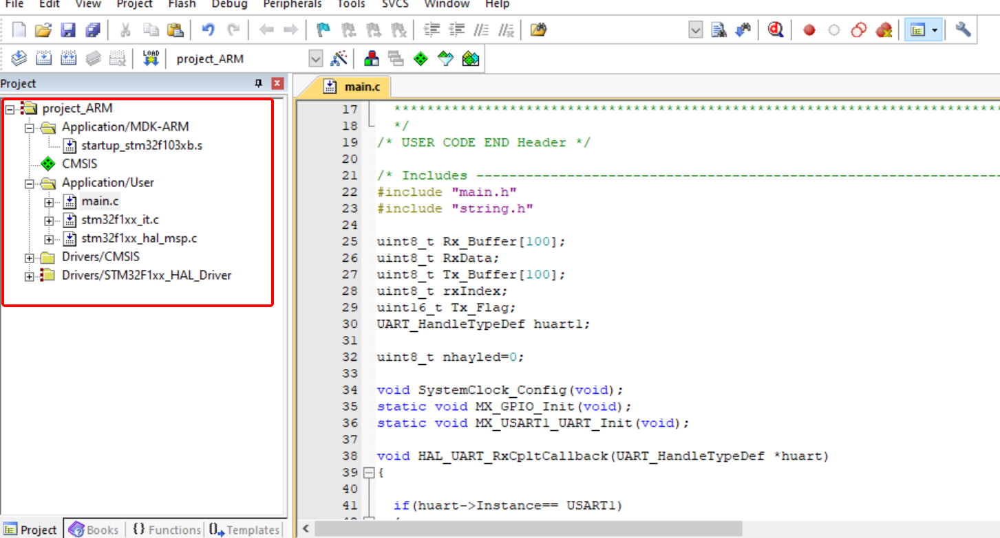 File Edit View Project Flash Debug Peripherals Tools SVCS Window Help
LOAD project_ARM
Project
project_ARM
Application/MDK-ARM
startup_stm32f103xb.s
CMSIS
Application/User
main.c
stm32f1xx_it.c
stm32f1xx_hal_msp.c
Drivers/CMSIS
Drivers/STM32F1xx_HAL_Driver
Project Books {} Functions Templates
main.c
17 *****************************************************************************
18 */
19 /* USER CODE END Header */
20
21 /* Includes ----------------------------------------------------------------
22 #include "main.h"
23 #include "string.h"
24
25 uint8_t Rx_Buffer[100];
26 uint8_t RxData;
27 uint8_t Tx_Buffer[100];
28 uint8_t rxIndex;
29 uint16_t Tx_Flag;
30 UART_HandleTypeDef huart1;
31
32 uint8_t nhayled=0;
33
34 void SystemClock_Config(void);
35 static void MX_GPIO_Init(void);
36 static void MX_USART1_UART_Init(void);
37
38 void HAL_UART_RxCpltCallback(UART_HandleTypeDef *huart)
39 {
40
41 if(huart->Instance== USART1)